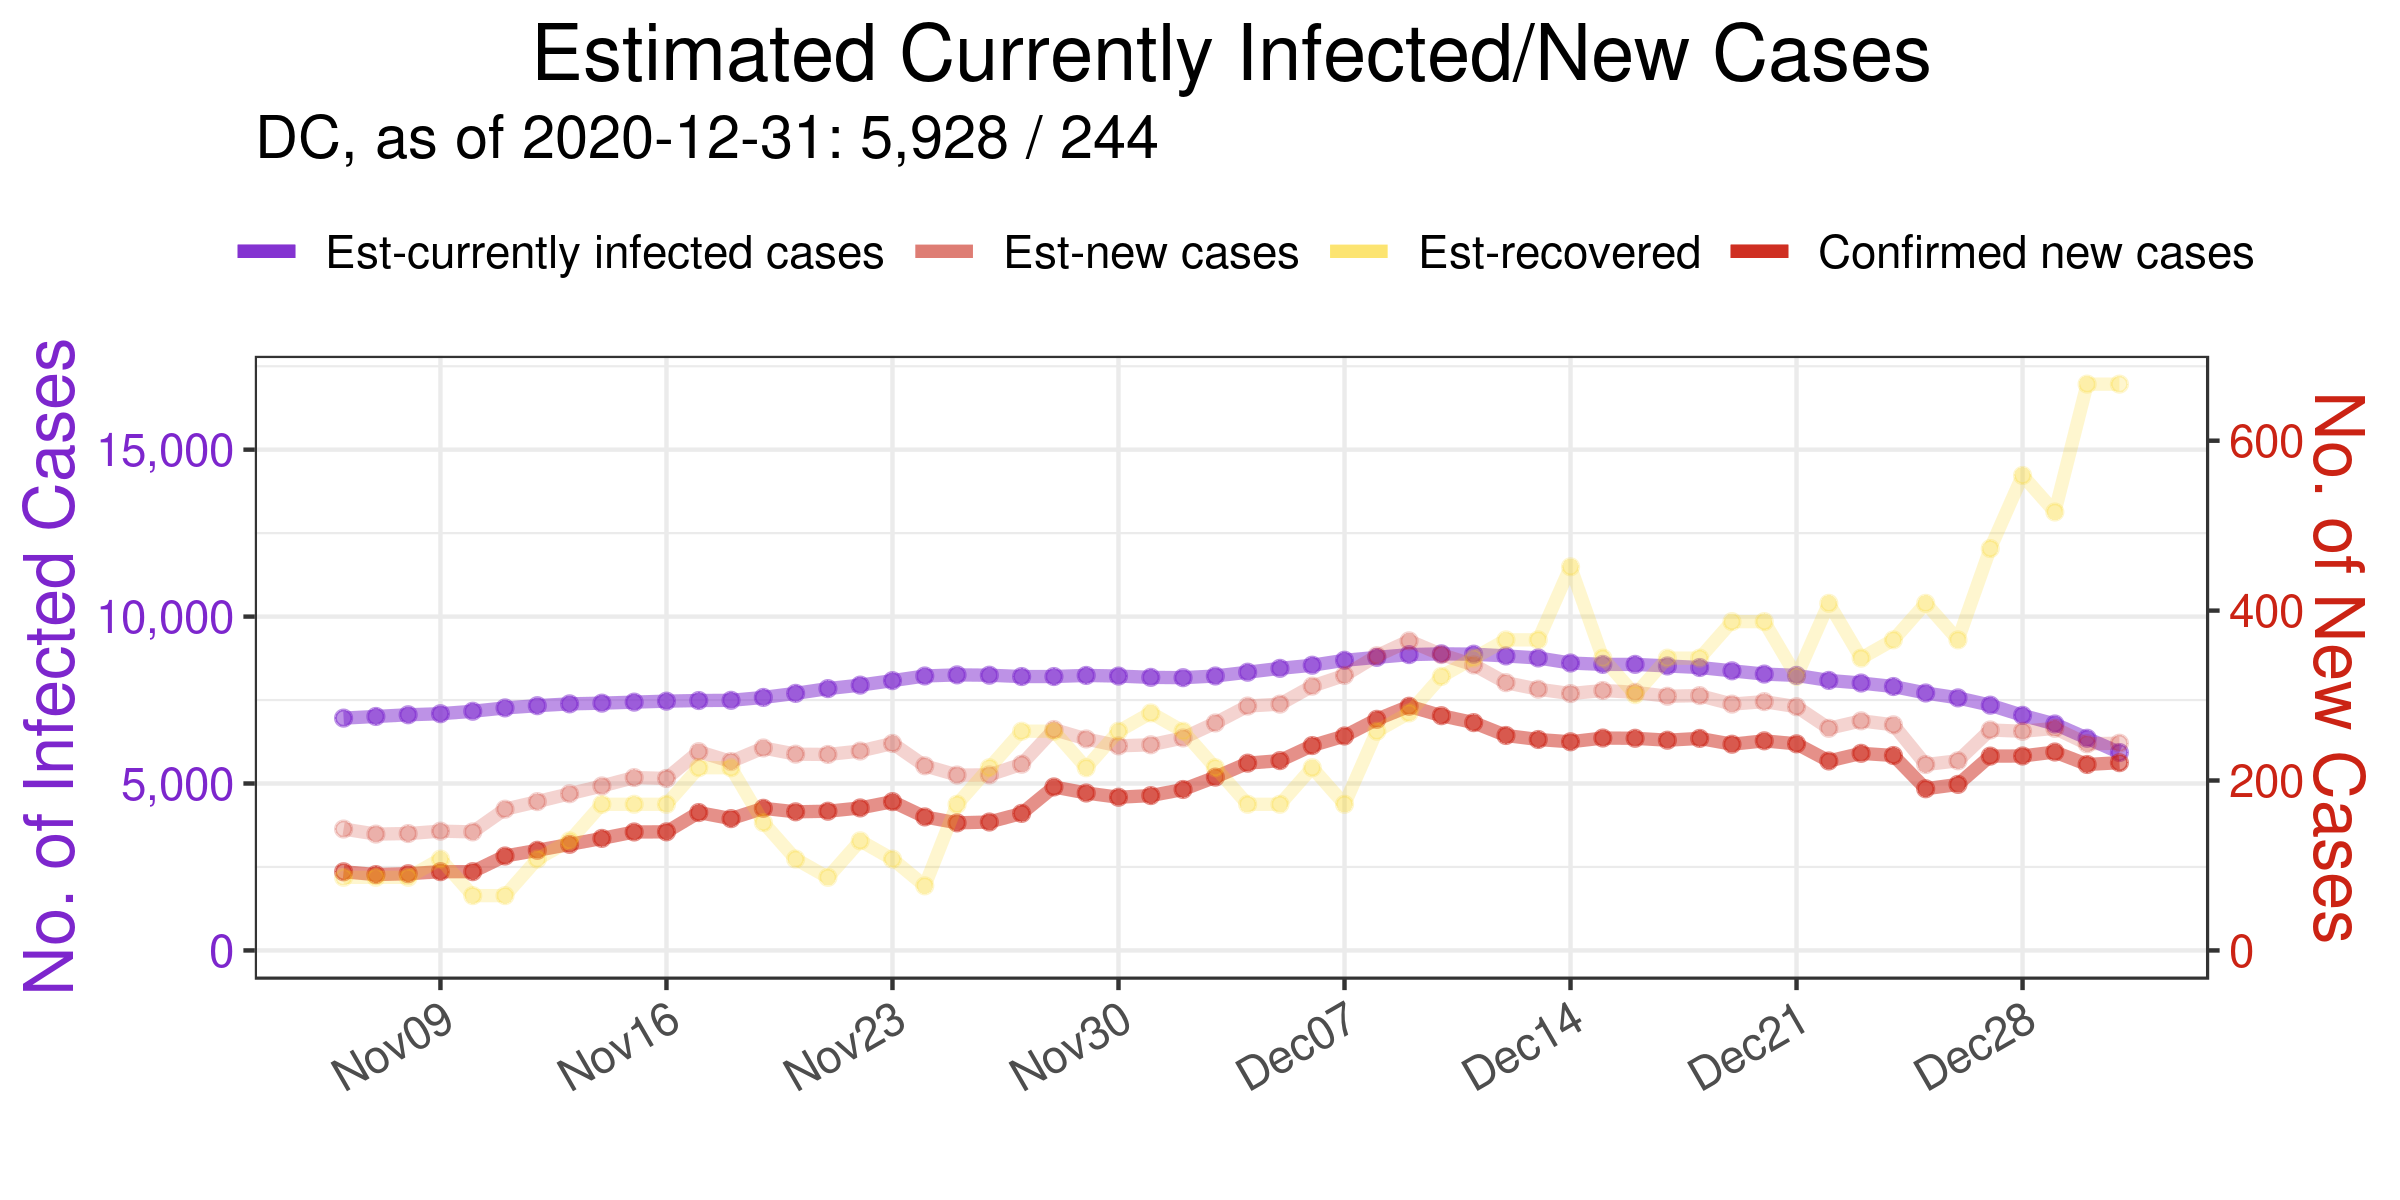 Estimated Currently Infected/New Cases
DC, as of 2020-12-31: 5,928 / 244
Est-currently infected cases Est-new cases Est-recovered Confirmed new cases
No. of Infected Cases
15,000
10,000
5,000
0
600
400
200
0
No. of New Cases
Nov09 Nov16 Nov23 Nov30 Dec07 Dec14 Dec21 Dec28